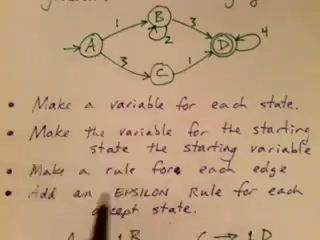 1 B 3
A 2 D 4
3 C 1
• Make a variable for each state.
• Make the variable for the starting
state the starting variable
• Make a rule fore each edge
• Add an EPSILON Rule for each
accept state.